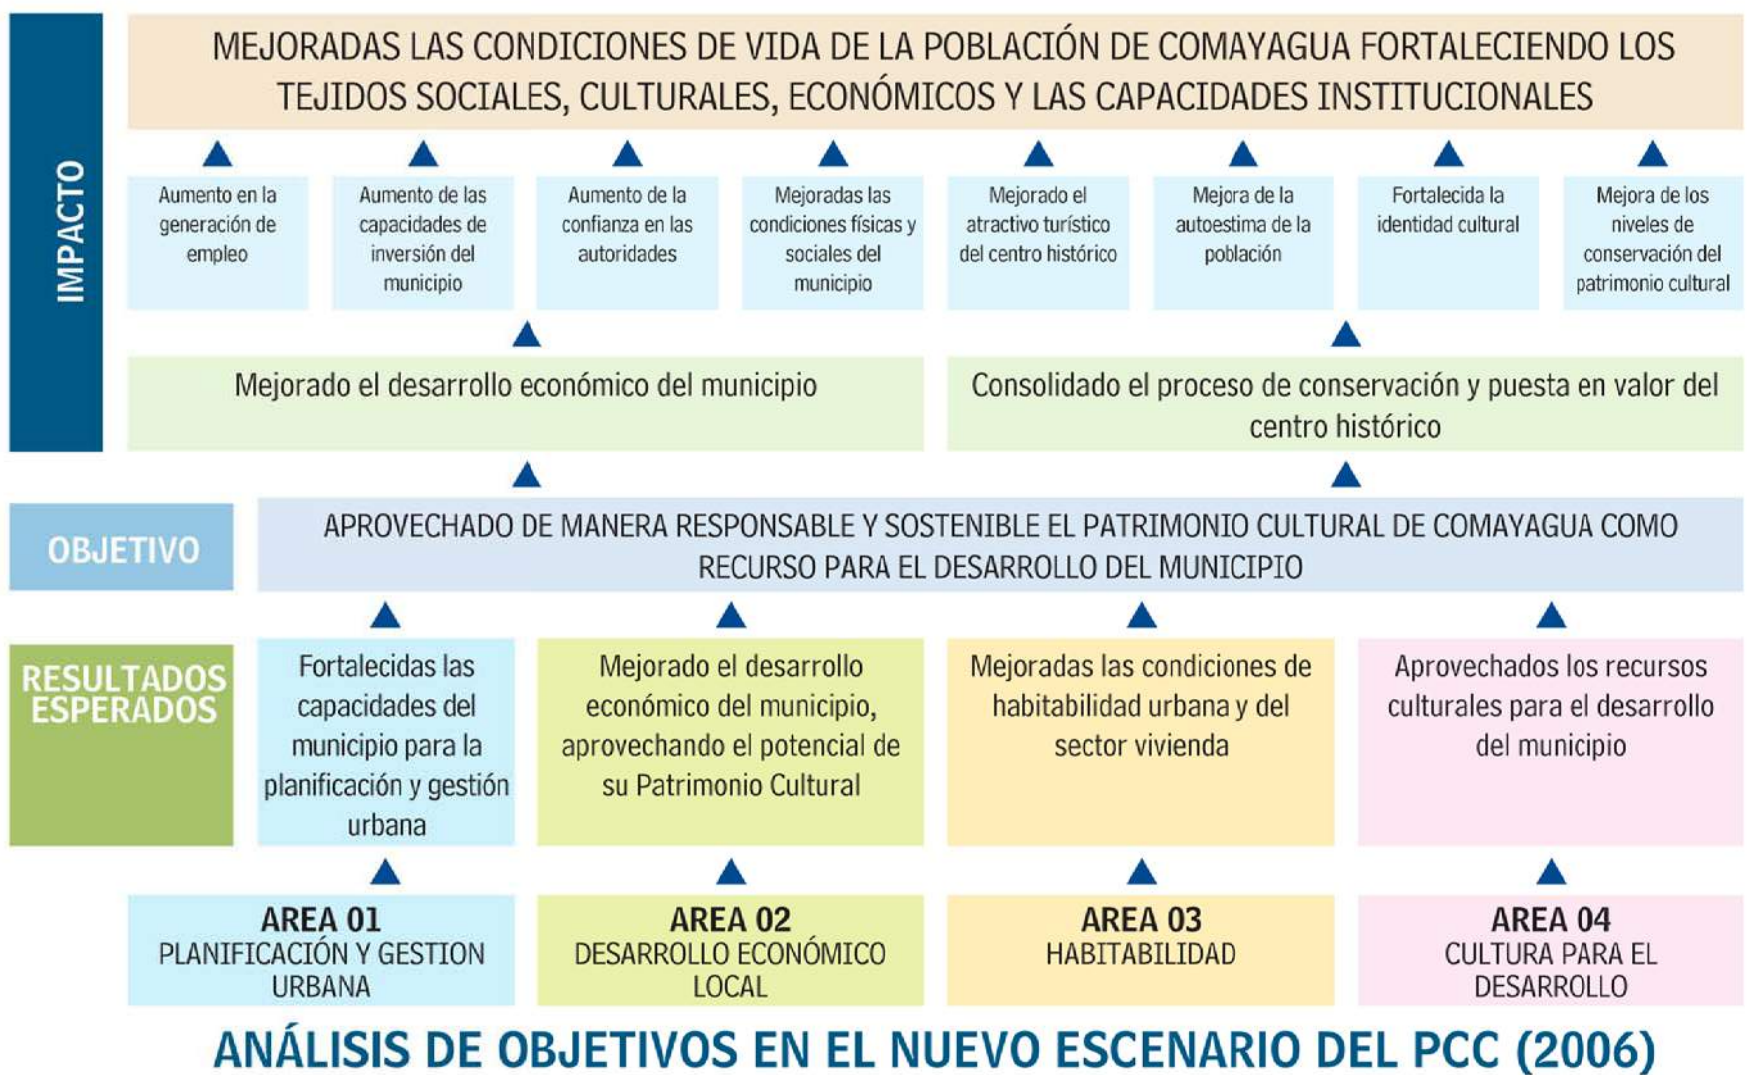 IMPACTO
MEJORADAS LAS CONDICIONES DE VIDA DE LA POBLACIÓN DE COMAYAGUA FORTALECIENDO LOS
TEJIDOS SOCIALES, CULTURALES, ECONÓMICOS Y LAS CAPACIDADES INSTITUCIONALES
Aumento en la
generación de
empleo
Aumento de las
capacidades de
inversión del
municipio
Aumento de la
confianza en las
autoridades
Mejoradas las
condiciones físicas y
sociales del
municipio
Mejorado el
atractivo turístico
del centro histórico
Mejora de la
autoestima de la
población
Fortalecida la
identidad cultural
Mejora de los
niveles de
conservación del
patrimonio cultural
Mejorado el desarrollo económico del municipio
Consolidado el proceso de conservación y puesta en valor del
centro histórico
OBJETIVO
APROVECHADO DE MANERA RESPONSABLE Y SOSTENIBLE EL PATRIMONIO CULTURAL DE COMAYAGUA COMO
RECURSO PARA EL DESARROLLO DEL MUNICIPIO
RESULTADOS
ESPERADOS
Fortalecidas las
capacidades del
municipio para la
planificación y gestión
urbana
Mejorado el desarrollo
económico del municipio,
aprovechando el potencial de
su Patrimonio Cultural
Mejoradas las condiciones de
habitabilidad urbana y del
sector vivienda
Aprovechados los recursos
culturales para el desarrollo
del municipio
AREA 01
PLANIFICACIÓN Y GESTION
URBANA
AREA 02
DESARROLLO ECONÓMICO
LOCAL
AREA 03
HABITABILIDAD
AREA 04
CULTURA PARA EL
DESARROLLO
ANÁLISIS DE OBJETIVOS EN EL NUEVO ESCENARIO DEL PCC (2006)